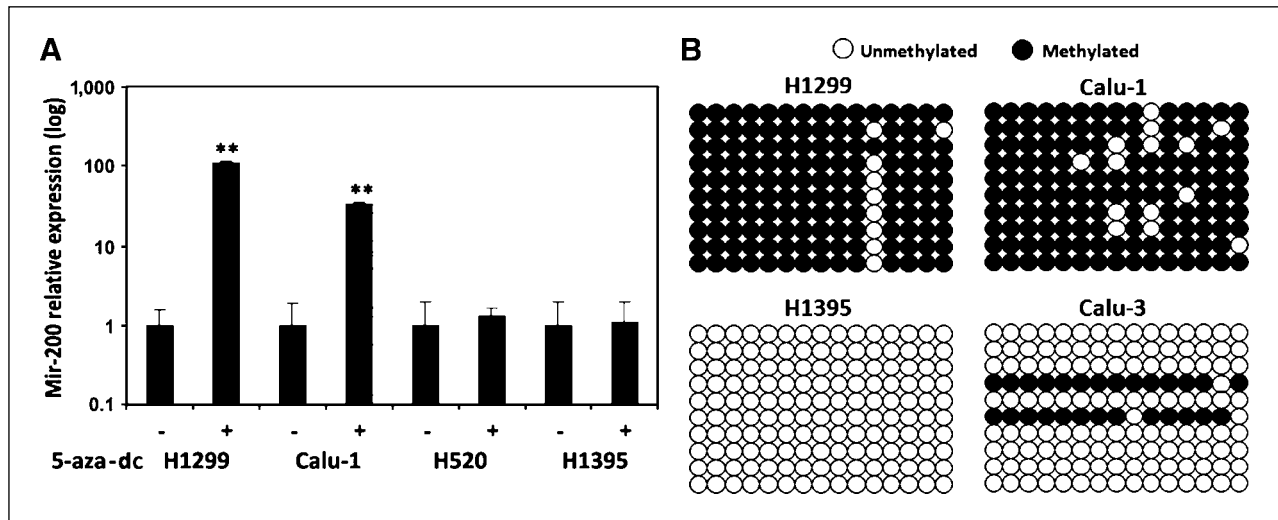 A
Mir-200 relative expression (log)
1,000
100
10
1
0.1
**
**
- + - + - + - +
5-aza-dc H1299 Calu-1 H520 H1395
B
Unmethylated Methylated
H1299 Calu-1
H1395 Calu-3